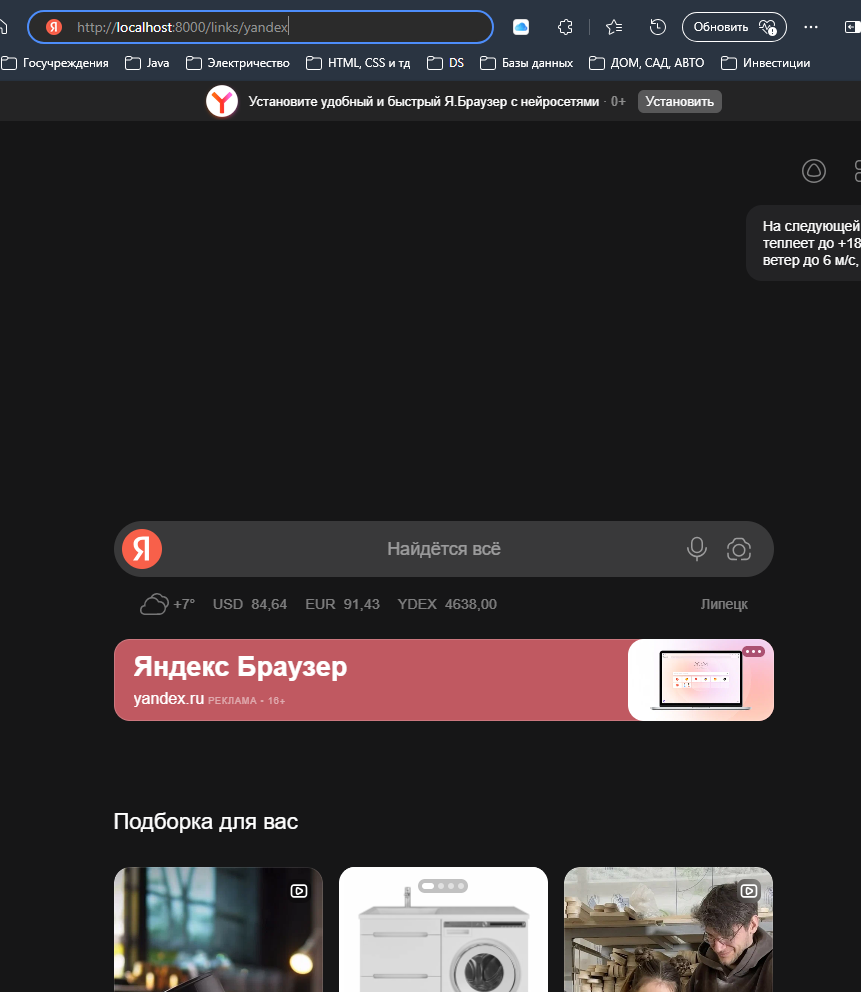 http://localhost:8000/links/yandex
Обновить
Госучреждения Java Электричество HTML, CSS и тд DS Базы данных ДОМ, САД, АВТО Инвестиции
Установите удобный и быстрый Я.Браузер с нейросетями · 0+ Установить
На следующей
теплеет до +18
ветер до 6 м/с,
Я Найдётся всё
+7° USD 84,64 EUR 91,43 YDEX 4638,00 Липецк
Яндекс Браузер
yandex.ru РЕКЛАМА • 16+
Подборка для вас